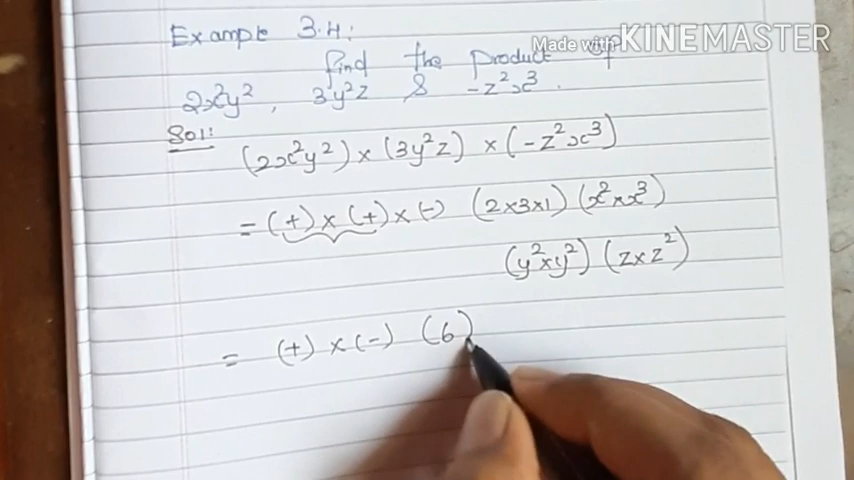 Example 3.4:
Made with KINEMASTER
Find the product of
2x²y², 3y²z & -z²x³.
Sol:
(2x²y²) × (3y²z) × (-z²x³)
= (+) × (+) × (-) (2×3×1) (x²×x³)
(y²×y²) (z×z²)
= (+) × (-) (6)